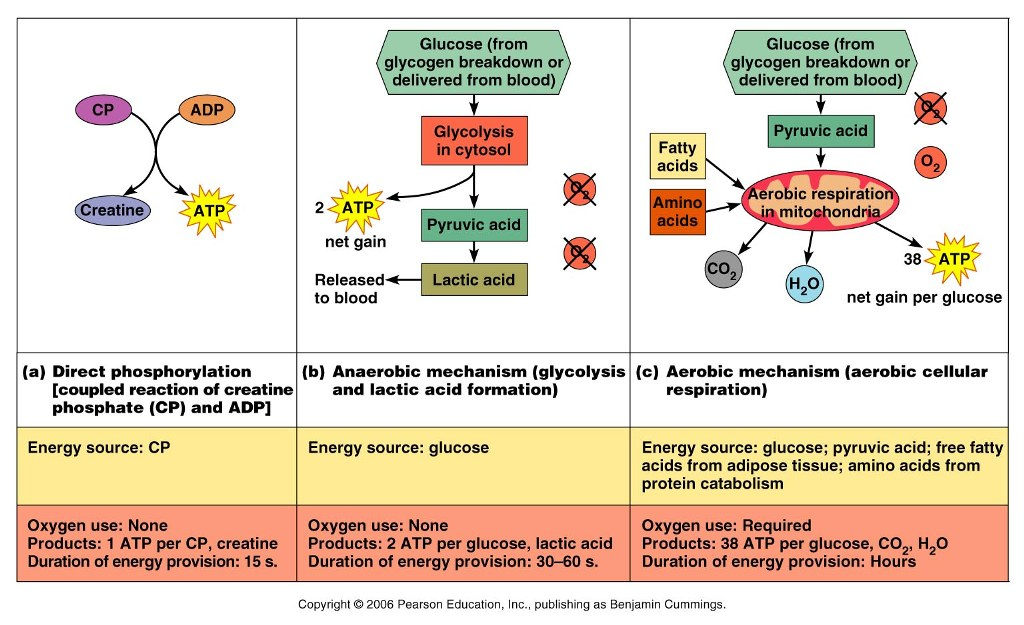 CP
ADP
Creatine
ATP
Glucose (from
glycogen breakdown or
delivered from blood)
Glycolysis
in cytosol
2 ATP
net gain
O2
Pyruvic acid
O2
Released
to blood
Lactic acid
Glucose (from
glycogen breakdown or
delivered from blood)
O2
Pyruvic acid
O2
Fatty
acids
Amino
acids
Aerobic respiration
in mitochondria
CO2
H2O
38 ATP
net gain per glucose
(a) Direct phosphorylation
[coupled reaction of creatine
phosphate (CP) and ADP]
(b) Anaerobic mechanism (glycolysis
and lactic acid formation)
(c) Aerobic mechanism (aerobic cellular
respiration)
Energy source: CP
Energy source: glucose
Energy source: glucose; pyruvic acid; free fatty
acids from adipose tissue; amino acids from
protein catabolism
Oxygen use: None
Products: 1 ATP per CP, creatine
Duration of energy provision: 15 s.
Oxygen use: None
Products: 2 ATP per glucose, lactic acid
Duration of energy provision: 30–60 s.
Oxygen use: Required
Products: 38 ATP per glucose, CO2, H2O
Duration of energy provision: Hours
Copyright © 2006 Pearson Education, Inc., publishing as Benjamin Cummings.